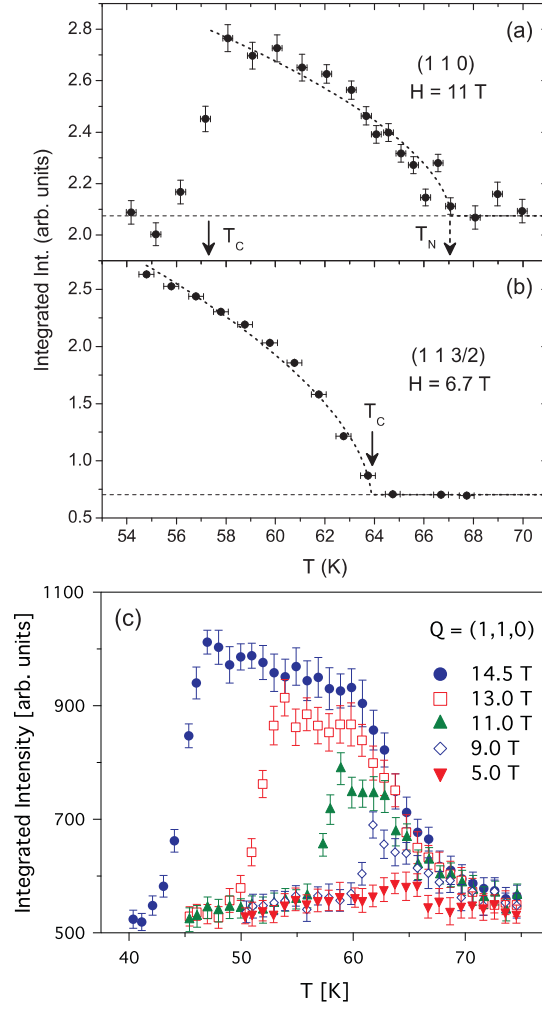 2.8
2.6
2.4
2.2
2.0
(a)
(1 1 0)
H = 11 T
T_C
T_N
Integrated Int. (arb. units)
2.5
2.0
1.5
1.0
0.5
(b)
(1 1 3/2)
H = 6.7 T
T_C
54 56 58 60 62 64 66 68 70
T (K)
1100
900
700
500
Integrated Intensity [arb. units]
(c)
Q = (1,1,0)
14.5 T
13.0 T
11.0 T
9.0 T
5.0 T
40 50 60 70
T [K]